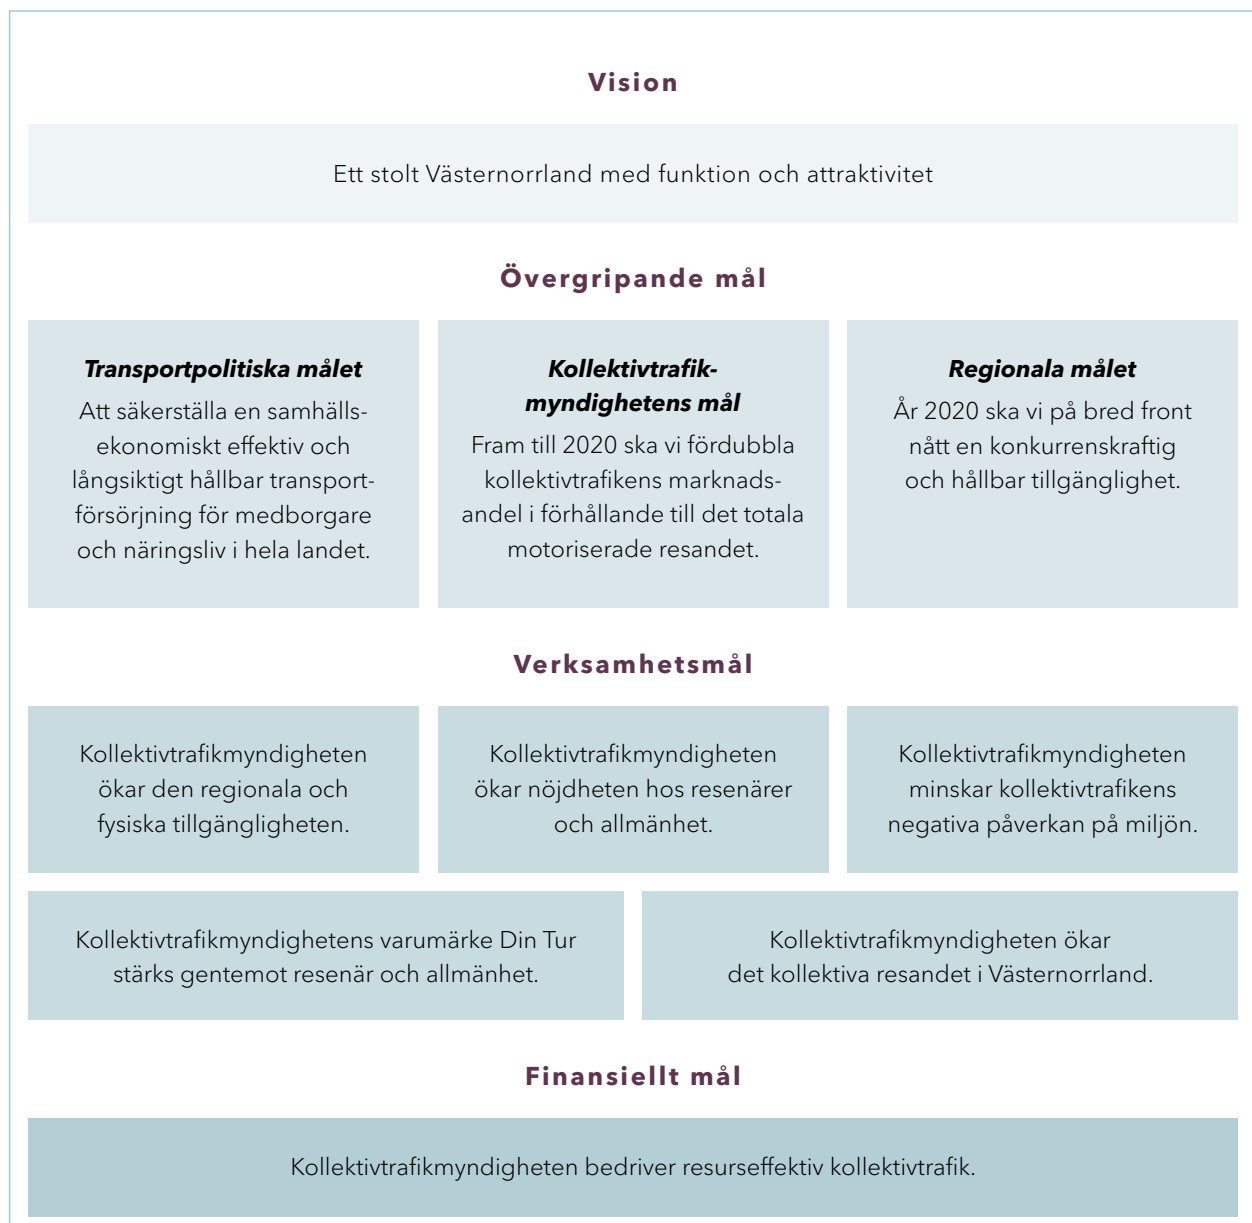 Vision
Ett stolt Västernorrland med funktion och attraktivitet
Övergripande mål
Transportpolitiska målet
Att säkerställa en samhälls-
ekonomiskt effektiv och
långsiktigt hållbar transport-
försörjning för medborgare
och näringsliv i hela landet.
Kollektivtrafik-
myndighetens mål
Fram till 2020 ska vi fördubbla
kollektivtrafikens marknads-
andel i förhållande till det totala
motoriserade resandet.
Regionala målet
År 2020 ska vi på bred front
nått en konkurrenskraftig
och hållbar tillgänglighet.
Verksamhetsmål
Kollektivtrafikmyndigheten
ökar den regionala och
fysiska tillgängligheten.
Kollektivtrafikmyndigheten
ökar nöjdheten hos resenärer
och allmänhet.
Kollektivtrafikmyndigheten
minskar kollektivtrafikens
negativa påverkan på miljön.
Kollektivtrafikmyndighetens varumärke Din Tur
stärks gentemot resenär och allmänhet.
Kollektivtrafikmyndigheten ökar
det kollektiva resandet i Västernorrland.
Finansiellt mål
Kollektivtrafikmyndigheten bedriver resurseffektiv kollektivtrafik.